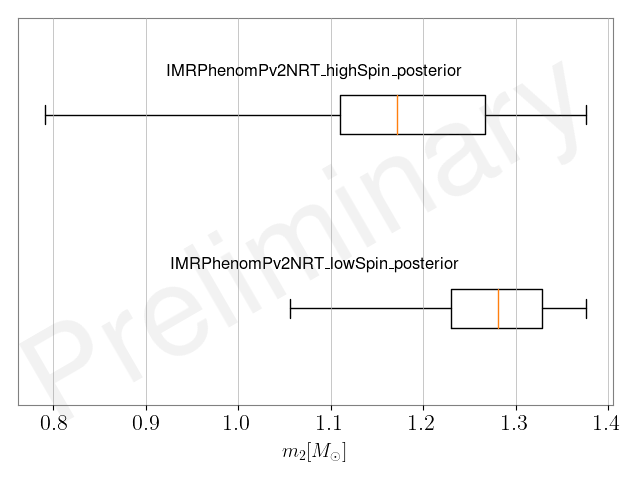 IMRPhenomPv2NRT_highSpin_posterior
Preliminary
IMRPhenomPv2NRT_lowSpin_posterior
0.8 0.9 1.0 1.1 1.2 1.3 1.4
m₂[M☉]